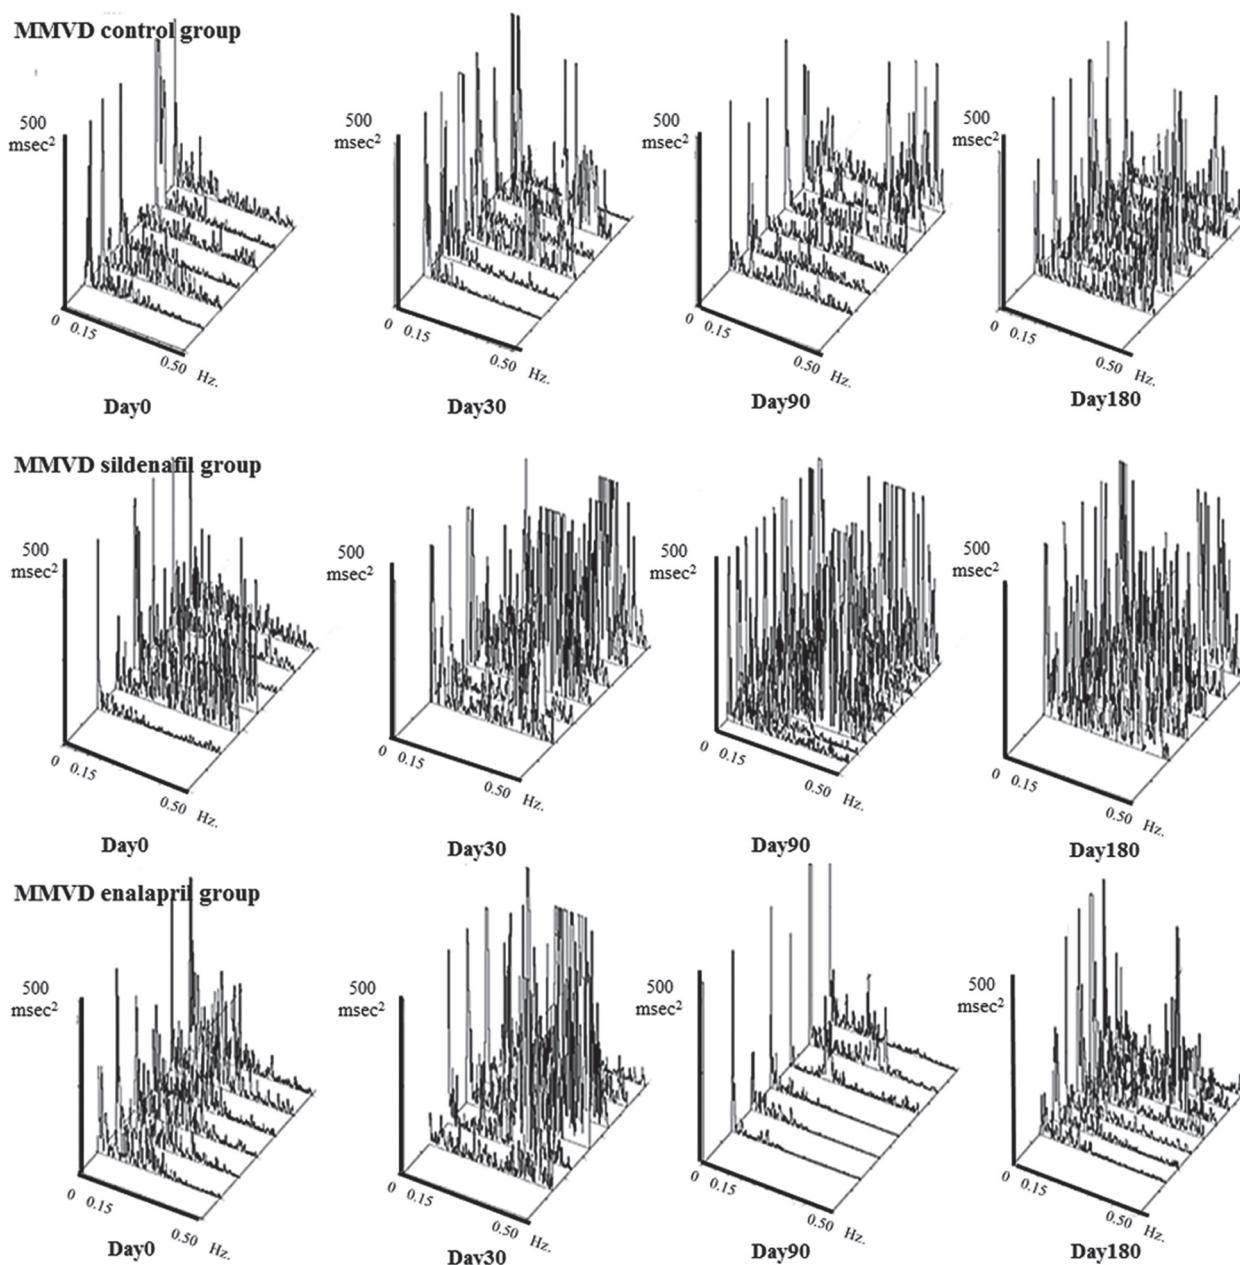 MMVD control group
500
msec²
500
msec²
500
msec²
500
msec²
0 0.15 0.50 Hz.
0 0.15 0.50 Hz.
0 0.15 0.50 Hz.
0 0.15 0.50 Hz.
Day0
Day30
Day90
Day180
MMVD sildenafil group
500
msec²
500
msec²
500
msec²
500
msec²
0 0.15 0.50 Hz.
0 0.15 0.50 Hz.
0 0.15 0.50 Hz.
0 0.15 0.50 Hz.
Day0
Day30
Day90
Day180
MMVD enalapril group
500
msec²
500
msec²
500
msec²
500
msec²
0 0.15 0.50 Hz.
0 0.15 0.50 Hz.
0 0.15 0.50 Hz.
0 0.15 0.50 Hz.
Day0
Day30
Day90
Day180